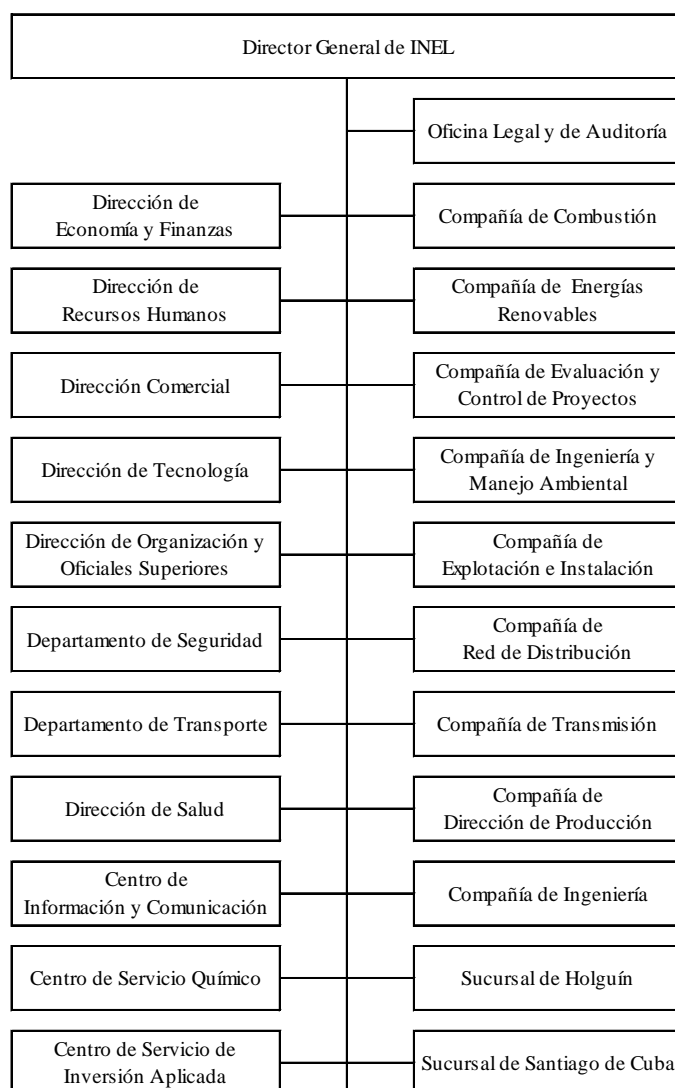 Director General de INEL
Oficina Legal y de Auditoría
Dirección de
Economía y Finanzas
Compañía de Combustión
Dirección de
Recursos Humanos
Compañía de Energías
Renovables
Dirección Comercial
Compañía de Evaluación y
Control de Proyectos
Dirección de Tecnología
Compañía de Ingeniería y
Manejo Ambiental
Dirección de Organización y
Oficiales Superiores
Compañía de
Explotación e Instalación
Departamento de Seguridad
Compañía de
Red de Distribución
Departamento de Transporte
Compañía de Transmisión
Dirección de Salud
Compañía de
Dirección de Producción
Centro de
Información y Comunicación
Compañía de Ingeniería
Centro de Servicio Químico
Sucursal de Holguín
Centro de Servicio de
Inversión Aplicada
Sucursal de Santiago de Cuba